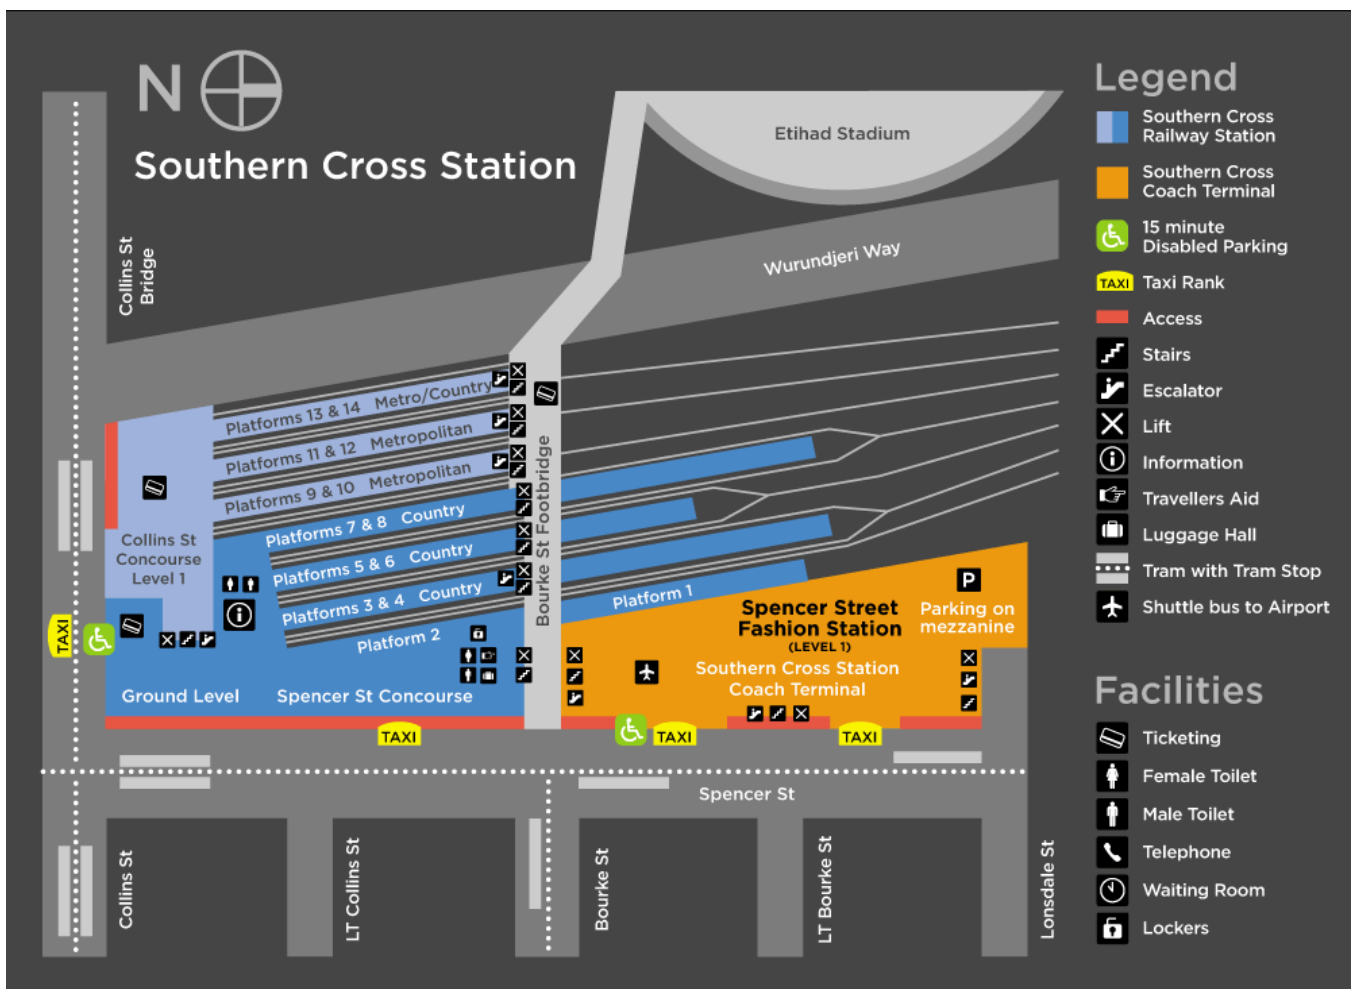 N
Southern Cross Station
Etihad Stadium
Wurundjeri Way
Collins St
Bridge
Platforms 13 & 14 Metro/Country
Platforms 11 & 12 Metropolitan
Platforms 9 & 10 Metropolitan
Platforms 7 & 8 Country
Platforms 5 & 6 Country
Platforms 3 & 4 Country
Platform 2
Platform 1
Bourke St Footbridge
Collins St
Concourse
Level 1
TAXI
Ground Level
Spencer St Concourse
Spencer Street
Fashion Station
(LEVEL 1)
Southern Cross Station
Coach Terminal
P
Parking on
mezzanine
TAXI
TAXI
TAXI
Spencer St
Collins St
LT Collins St
Bourke St
LT Bourke St
Lonsdale St
Legend
Southern Cross
Railway Station
Southern Cross
Coach Terminal
15 minute
Disabled Parking
TAXI Taxi Rank
Access
Stairs
Escalator
Lift
Information
Travellers Aid
Luggage Hall
Tram with Tram Stop
Shuttle bus to Airport
Facilities
Ticketing
Female Toilet
Male Toilet
Telephone
Waiting Room
Lockers